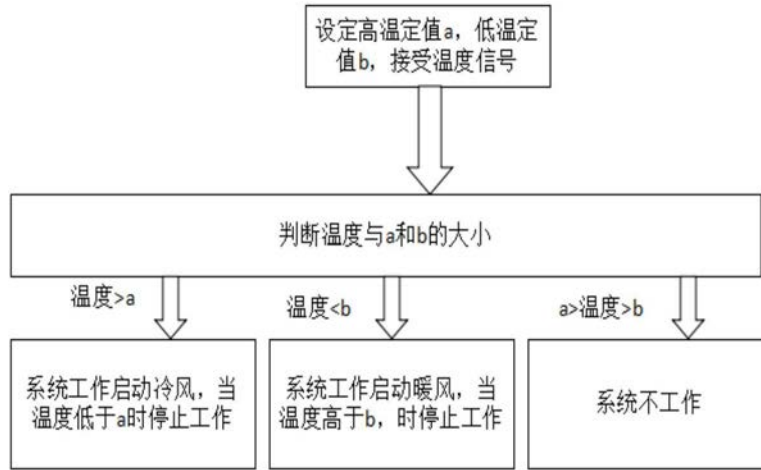 设定高温定值a，低温定
值b，接受温度信号
判断温度与a和b的大小
温度>a
温度<b
a>温度>b
系统工作启动冷风，当
温度低于a时停止工作
系统工作启动暖风，当
温度高于b，时停止工作
系统不工作